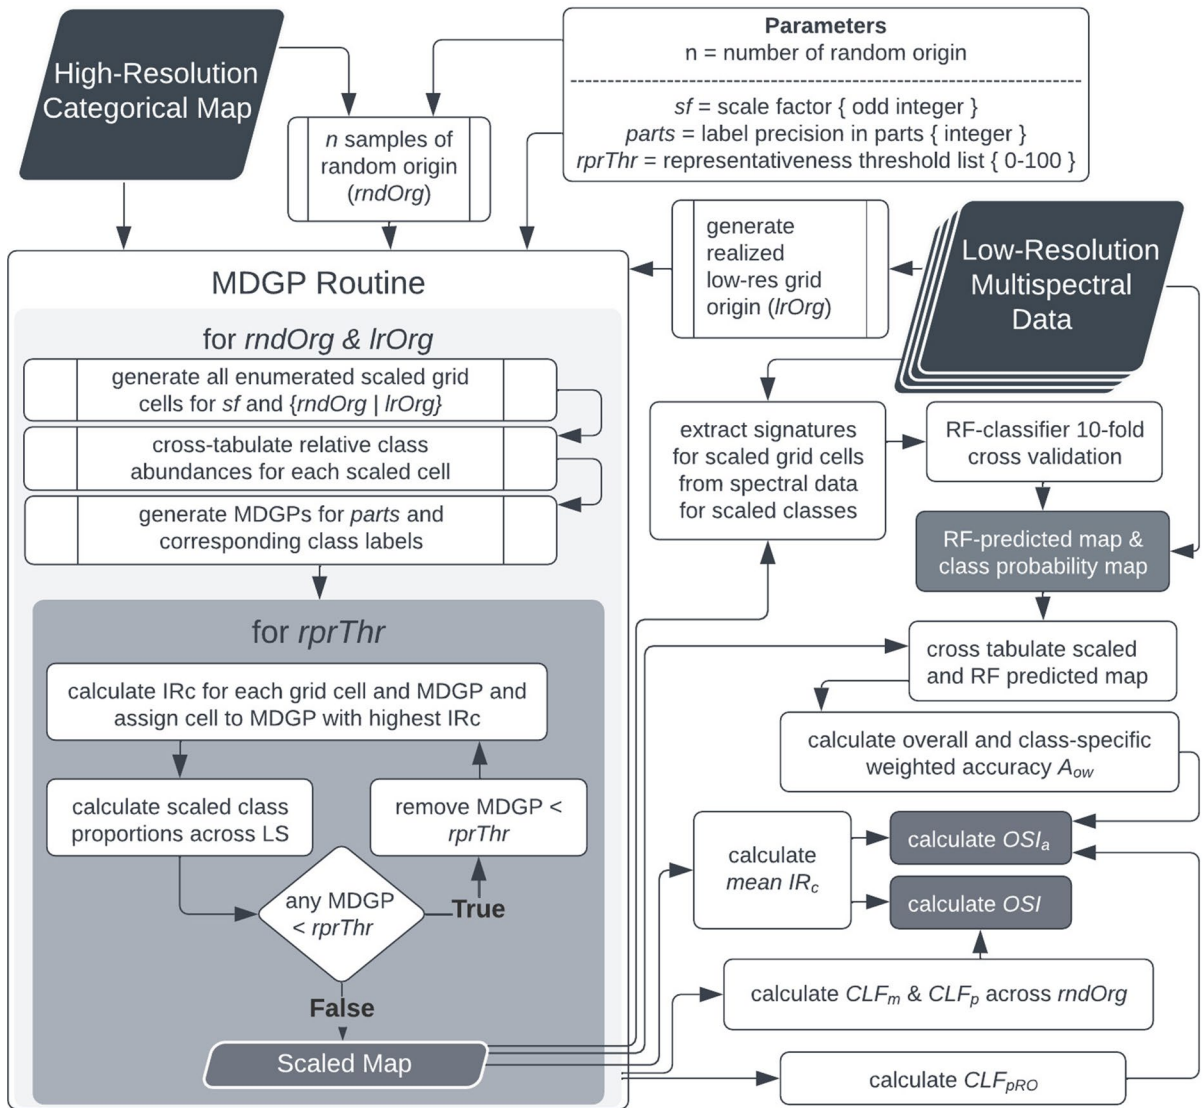 High-Resolution
Categorical Map
Parameters
n = number of random origin
sf = scale factor { odd integer }
parts = label precision in parts { integer }
rprThr = representativeness threshold list { 0-100 }
n samples of
random origin
(rndOrg)
generate
realized
low-res grid
origin (lrOrg)
Low-Resolution
Multispectral
Data
MDGP Routine
for rndOrg & lrOrg
generate all enumerated scaled grid
cells for sf and {rndOrg | lrOrg}
cross-tabulate relative class
abundances for each scaled cell
generate MDGPs for parts and
corresponding class labels
for rprThr
calculate IRc for each grid cell and MDGP and
assign cell to MDGP with highest IRc
calculate scaled class
proportions across LS
remove MDGP <
rprThr
any MDGP
< rprThr
True
False
Scaled Map
extract signatures
for scaled grid cells
from spectral data
for scaled classes
RF-classifier 10-fold
cross validation
RF-predicted map &
class probability map
cross tabulate scaled
and RF predicted map
calculate overall and class-specific
weighted accuracy Aow
calculate
mean IRc
calculate OSIa
calculate OSI
calculate CLFm & CLFp across rndOrg
calculate CLFpRO